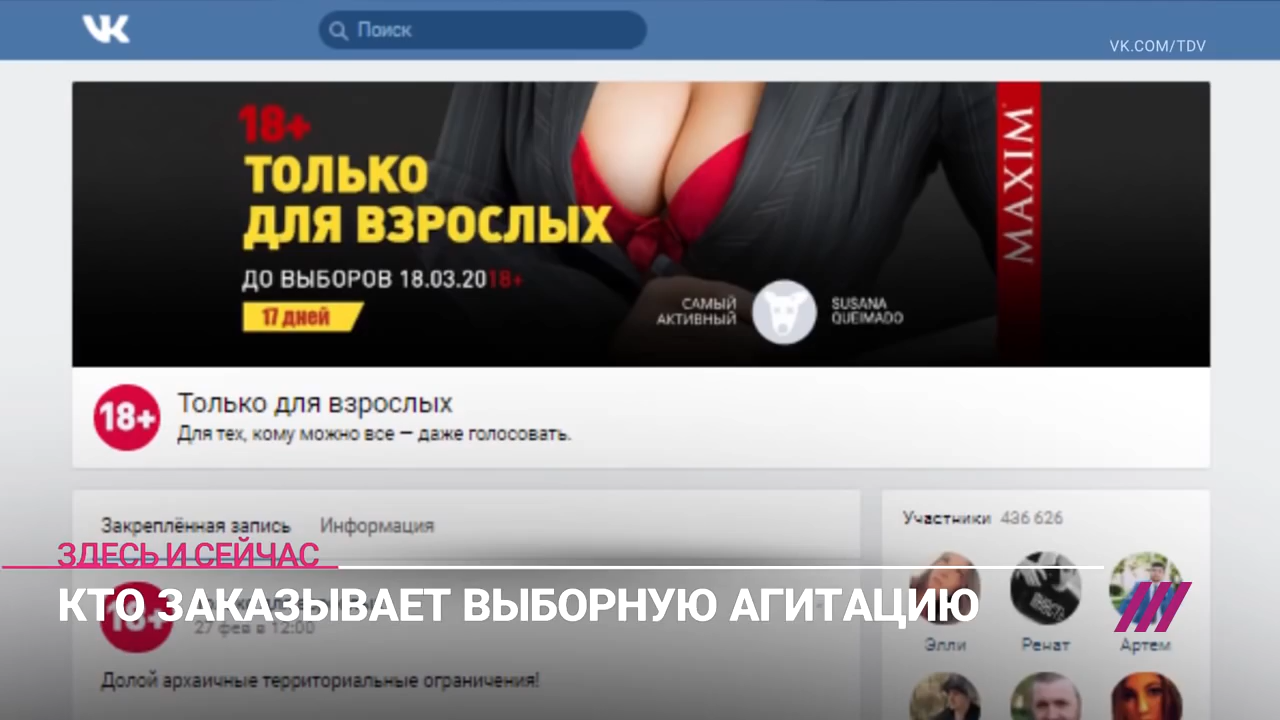 VK
Поиск
VK.COM/TDV
18+
ТОЛЬКО
ДЛЯ ВЗРОСЛЫХ
ДО ВЫБОРОВ 18.03.2018+
17 дней
САМЫЙ
АКТИВНЫЙ
SUSANA
QUEIMADO
MAXIM
18+
Только для взрослых
Для тех, кому можно все — даже голосовать.
Закреплённая запись Информация
Участники 436 626
ЗДЕСЬ И СЕЙЧАС
КТО ЗАКАЗЫВАЕТ ВЫБОРНУЮ АГИТАЦИЮ
27 фев в 12:00
Элли Ренат Артем
Долой архаичные территориальные ограничения!